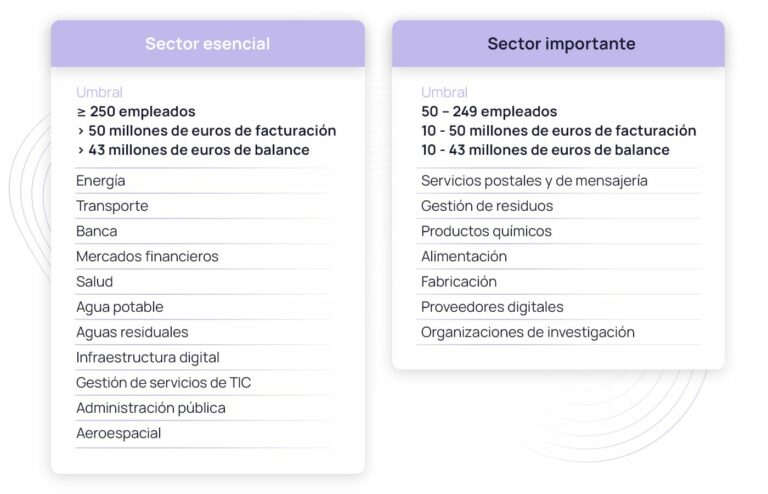 Sector esencial
Umbral
≥ 250 empleados
> 50 millones de euros de facturación
> 43 millones de euros de balance
Energía
Transporte
Banca
Mercados financieros
Salud
Agua potable
Aguas residuales
Infraestructura digital
Gestión de servicios de TIC
Administración pública
Aeroespacial
Sector importante
Umbral
50 – 249 empleados
10 - 50 millones de euros de facturación
10 - 43 millones de euros de balance
Servicios postales y de mensajería
Gestión de residuos
Productos químicos
Alimentación
Fabricación
Proveedores digitales
Organizaciones de investigación